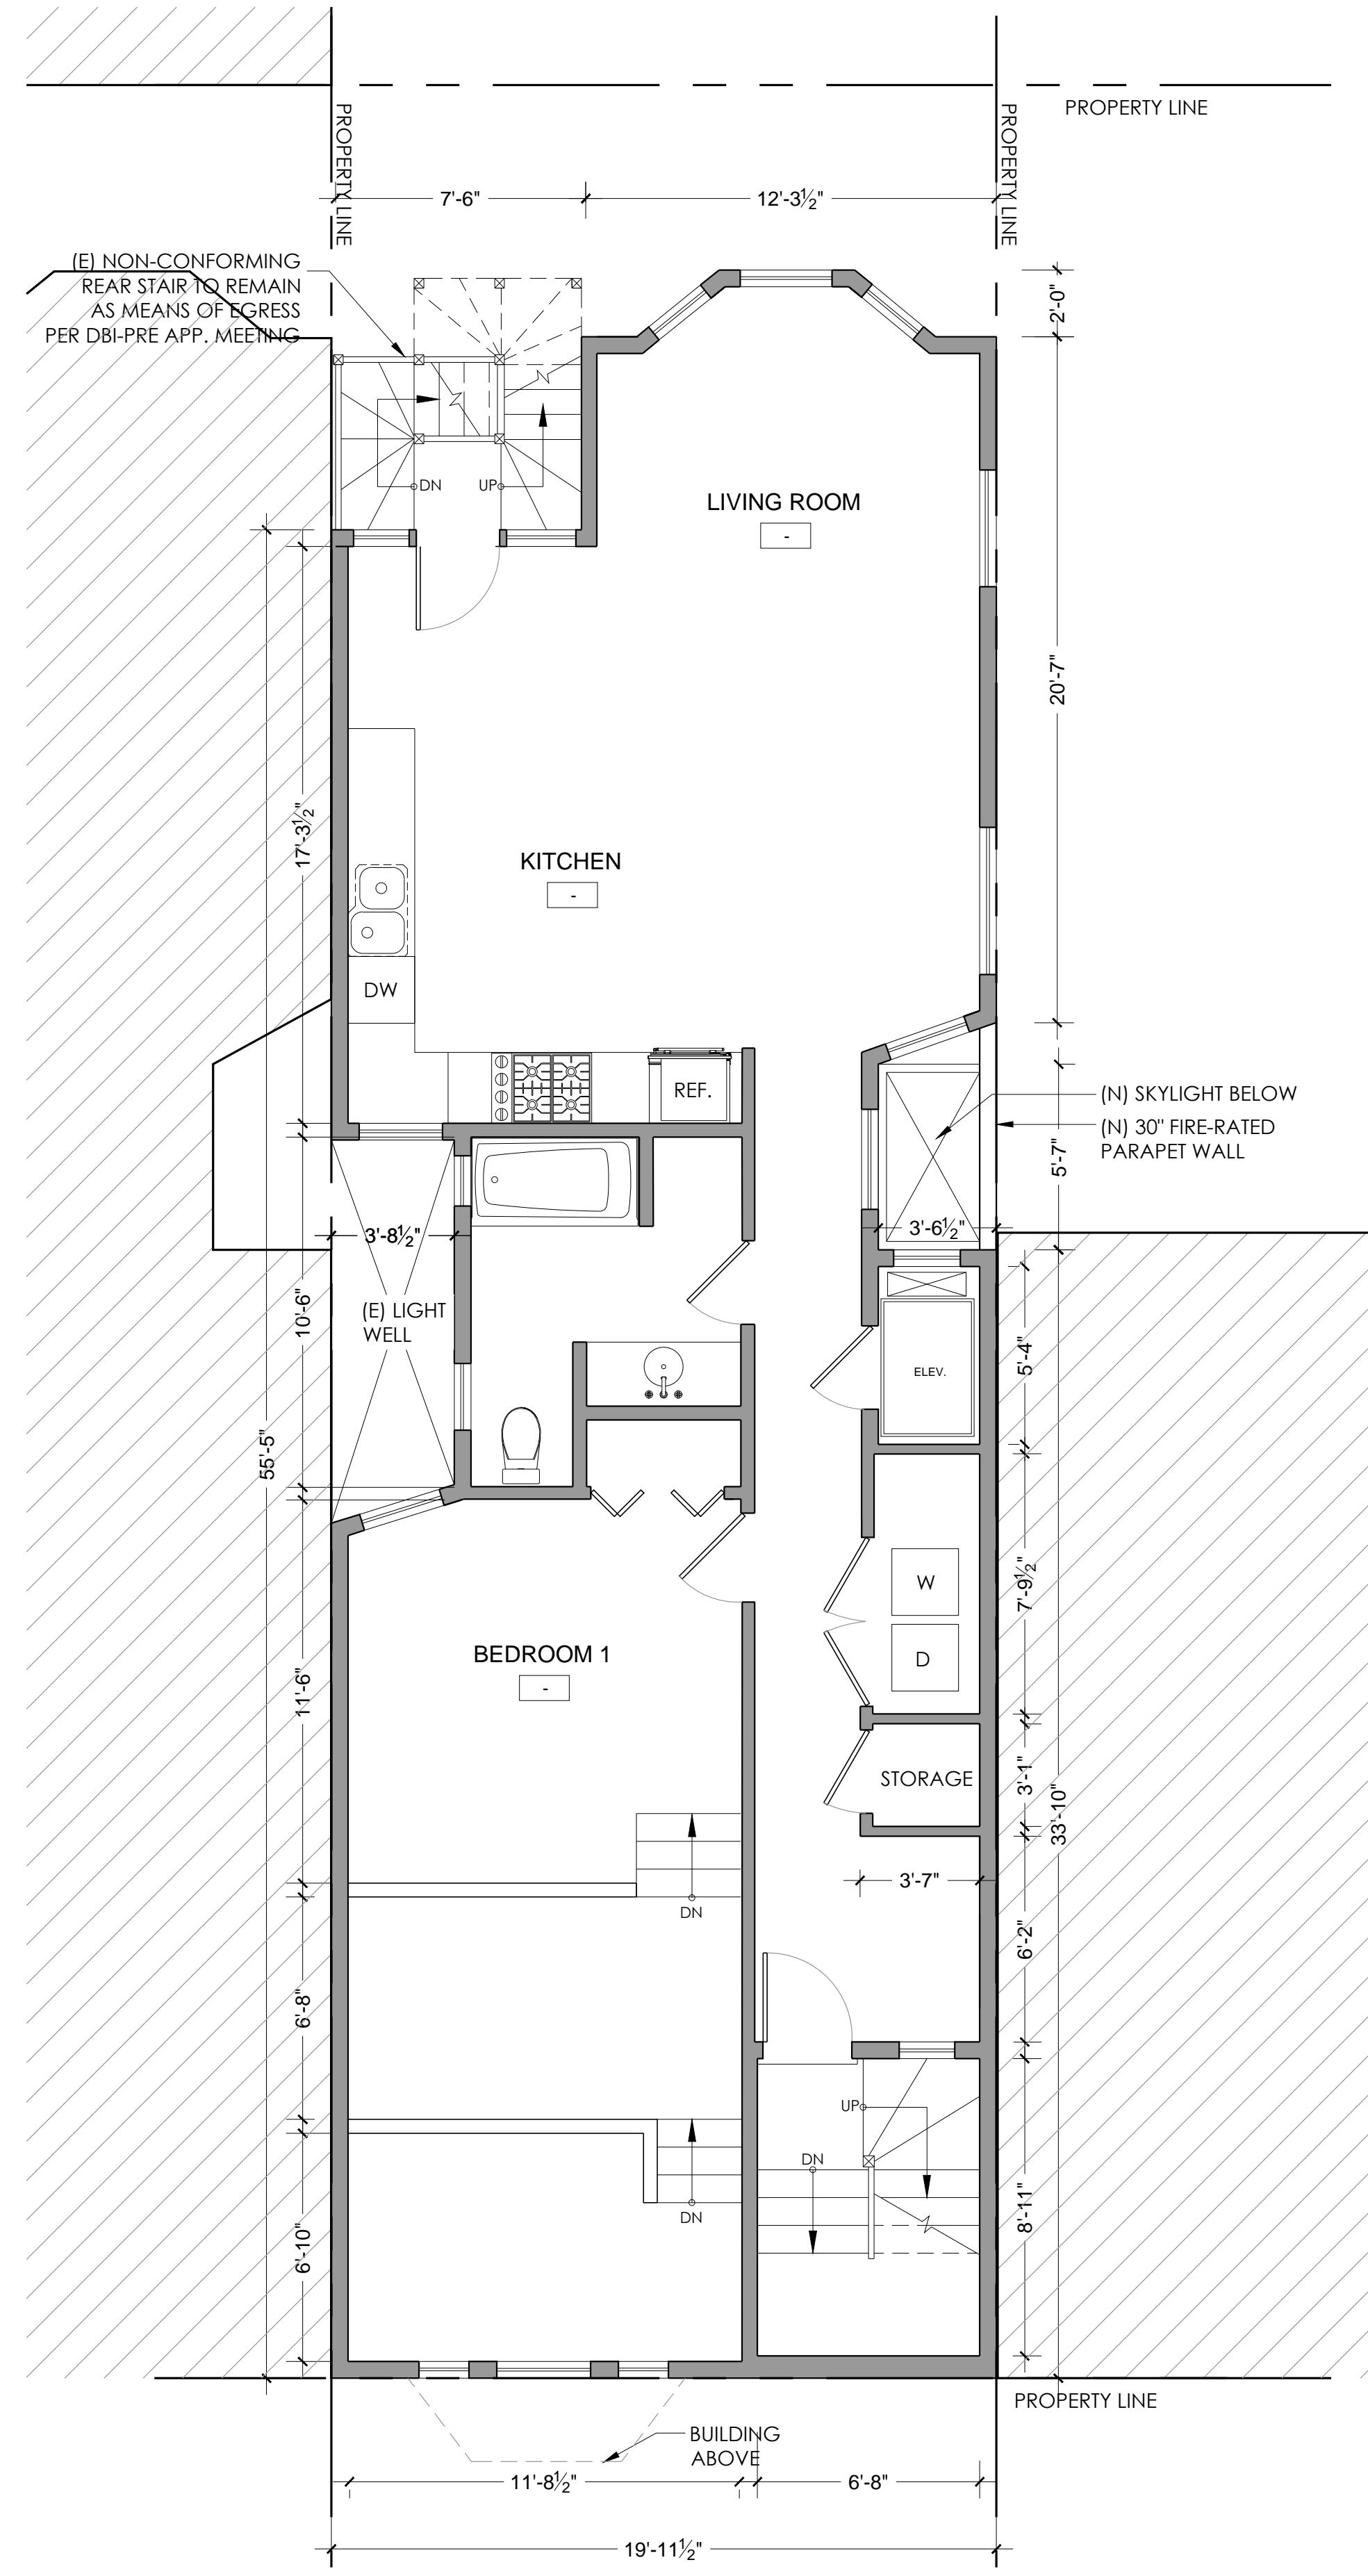 PROPERTY LINE
PROPERTY LINE
PROPERTY LINE
7'-6"
12'-3½"
(E) NON-CONFORMING
REAR STAIR TO REMAIN
AS MEANS OF EGRESS
PER DBI-PRE APP. MEETING
2'-0"
DN
UP
LIVING ROOM
-
20'-7"
17'-3½"
KITCHEN
-
DW
REF.
(N) SKYLIGHT BELOW
(N) 30" FIRE-RATED
PARAPET WALL
5'-7"
3'-8½"
3'-6½"
10'-6"
(E) LIGHT
WELL
5'-4"
ELEV.
55'-5"
7'-9½"
W
D
BEDROOM 1
-
11'-6"
STORAGE
3'-1"
33'-10"
3'-7"
DN
6'-2"
6'-8"
UP
DN
DN
8'-11"
6'-10"
PROPERTY LINE
BUILDING
ABOVE
11'-8½"
6'-8"
19'-11½"